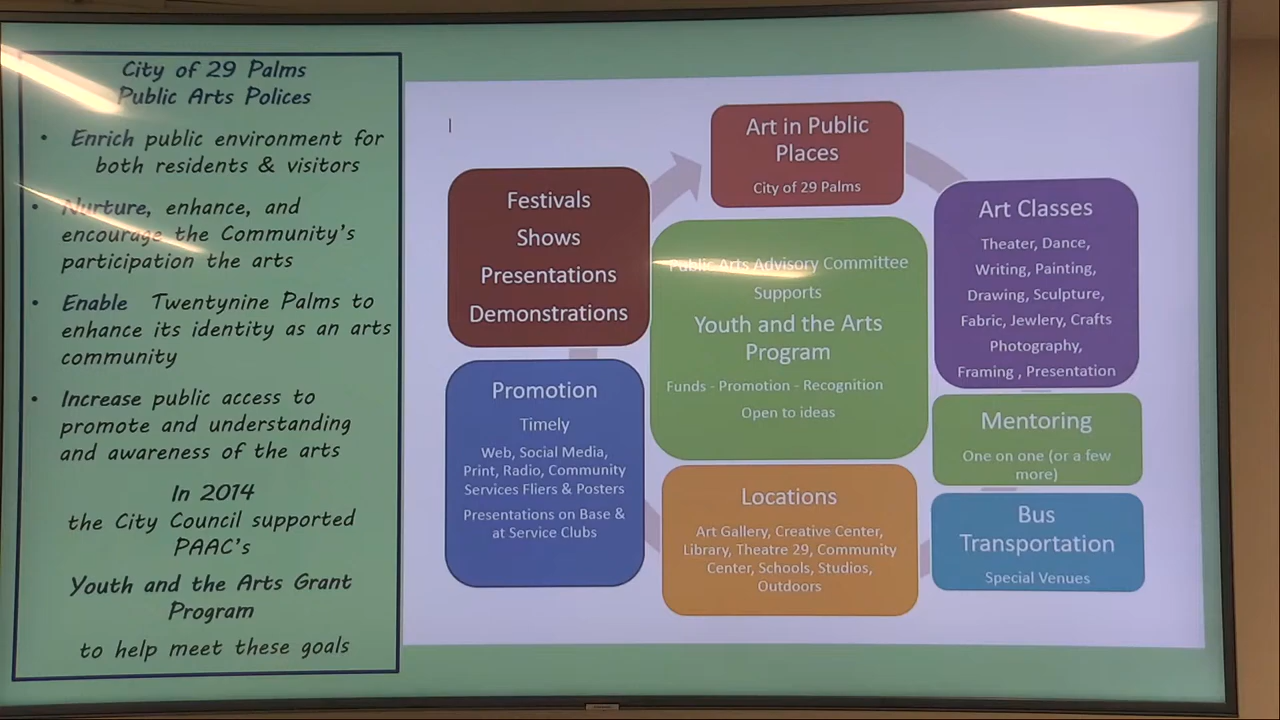 City of 29 Palms
Public Arts Polices
• Enrich public environment for
both residents & visitors
• Nurture, enhance, and
encourage the Community's
participation the arts
• Enable Twentynine Palms to
enhance its identity as an arts
community
• Increase public access to
promote and understanding
and awareness of the arts
In 2014
the City Council supported
PAAC's
Youth and the Arts Grant
Program
to help meet these goals
Art in Public
Places
City of 29 Palms
Festivals
Shows
Presentations
Demonstrations
Public Arts Advisory Committee
Supports
Youth and the Arts
Program
Funds - Promotion - Recognition
Open to ideas
Art Classes
Theater, Dance,
Writing, Painting,
Drawing, Sculpture,
Fabric, Jewlery, Crafts
Photography,
Framing , Presentation
Promotion
Timely
Web, Social Media,
Print, Radio, Community
Services Fliers & Posters
Presentations on Base &
at Service Clubs
Locations
Art Gallery, Creative Center,
Library, Theatre 29, Community
Center, Schools, Studios,
Outdoors
Mentoring
One on one (or a few
more)
Bus
Transportation
Special Venues